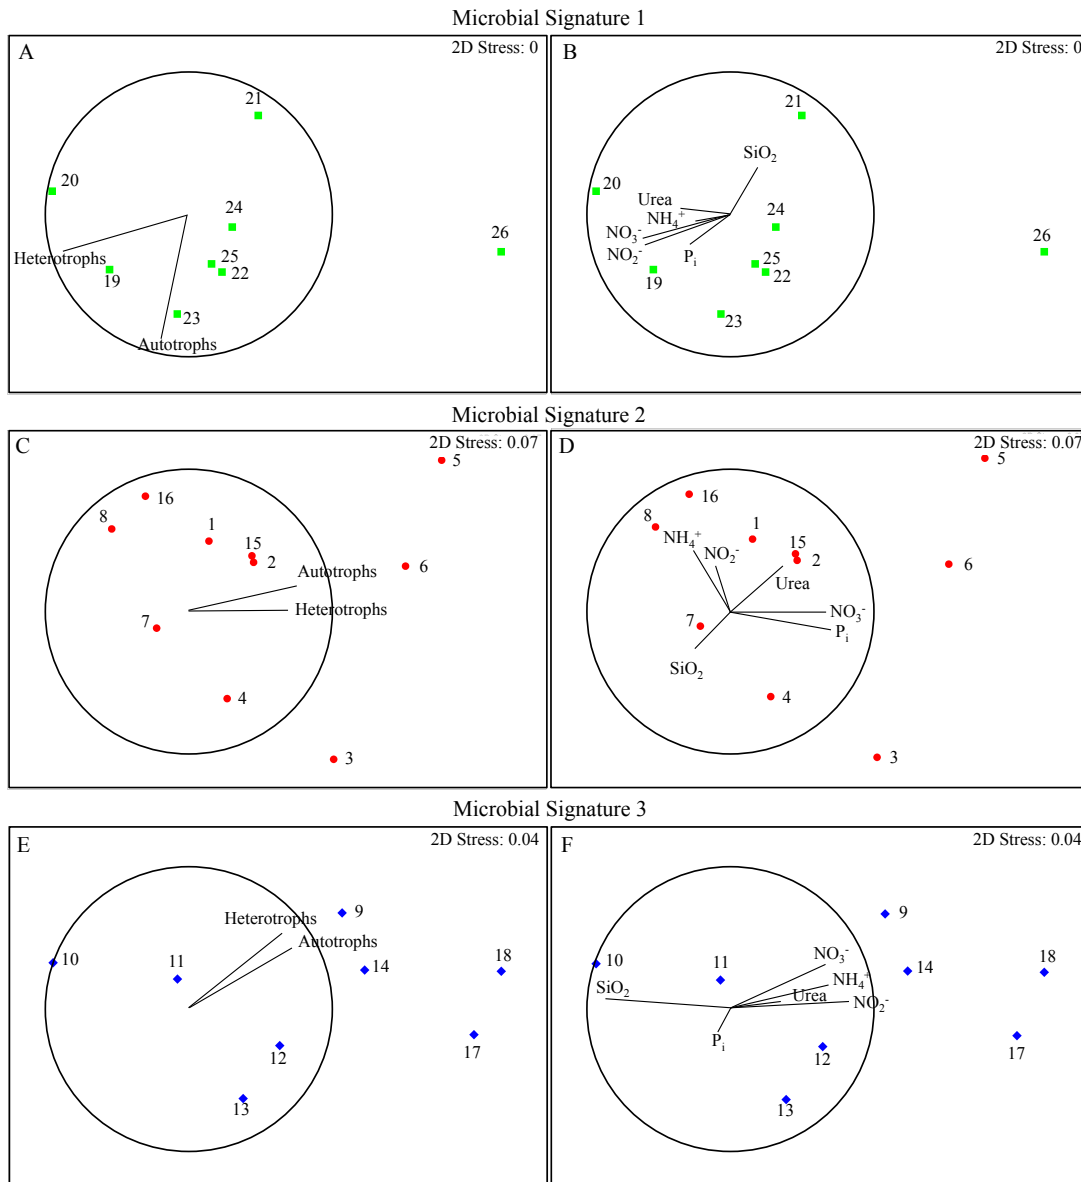 Microbial Signature 1
A
2D Stress: 0
21
20
24
Heterotrophs
19
25
22
26
23
Autotrophs
B
2D Stress: 0
21
SiO₂
20
Urea
NH₄⁺
24
NO₃⁻
NO₂⁻
Pᵢ
26
25
22
19
23
Microbial Signature 2
C
2D Stress: 0.07
5
16
8
1
15
2
6
Autotrophs
Heterotrophs
7
4
3
D
2D Stress: 0.07
5
16
8
1
NH₄⁺
NO₂⁻
15
2
6
Urea
7
NO₃⁻
Pᵢ
SiO₂
4
3
Microbial Signature 3
E
2D Stress: 0.04
Heterotrophs
9
Autotrophs
10
11
14
18
12
17
13
F
2D Stress: 0.04
9
10
11
NO₃⁻
14
18
SiO₂
NH₄⁺
Urea
NO₂⁻
Pᵢ
12
17
13